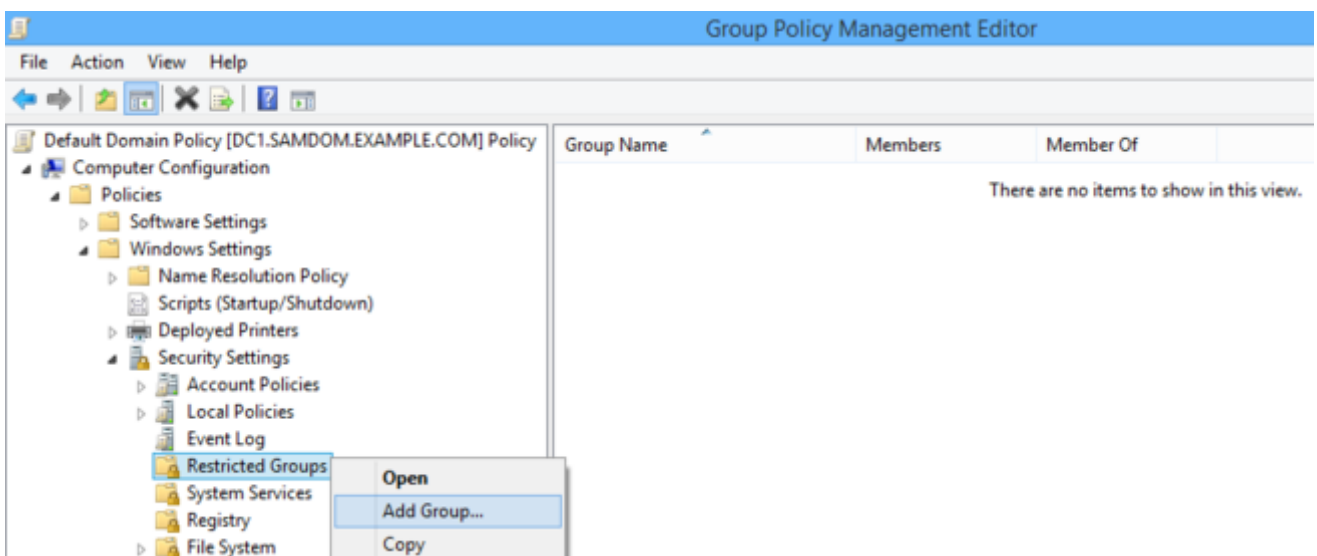 Group Policy Management Editor
File Action View Help
Default Domain Policy [DC1.SAMDOM.EXAMPLE.COM] Policy
Computer Configuration
Policies
Software Settings
Windows Settings
Name Resolution Policy
Scripts (Startup/Shutdown)
Deployed Printers
Security Settings
Account Policies
Local Policies
Event Log
Restricted Groups
System Services
Registry
File System
Open
Add Group...
Copy
Group Name Members Member Of
There are no items to show in this view.